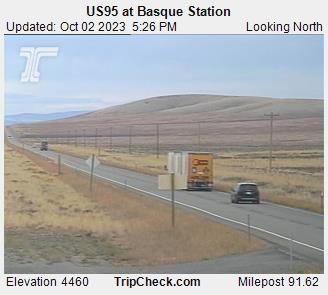 US95 at Basque Station
Updated: Oct 02 2023 5:26 PM Looking North
Elevation 4460 TripCheck.com Milepost 91.62